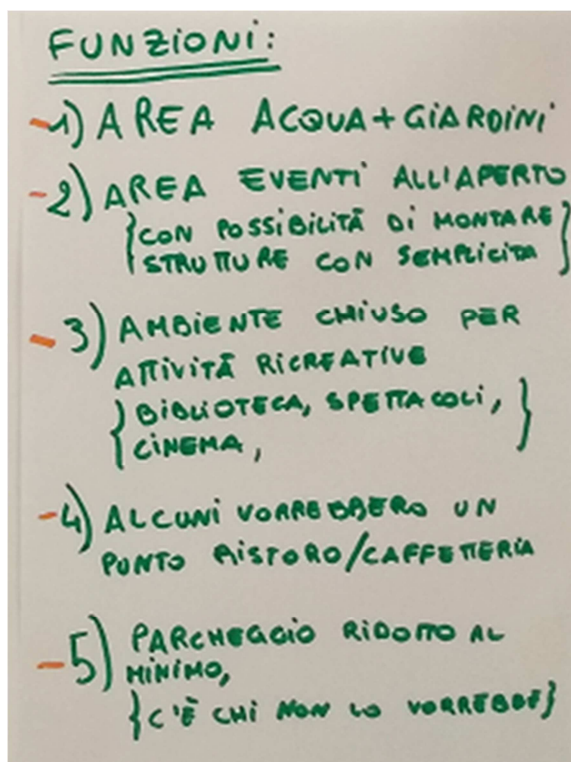 FUNZIONI:
-1) AREA ACQUA+GIARDINI
-2) AREA EVENTI ALL'APERTO
{CON POSSIBILITÀ DI MONTARE
STRUTTURE CON SEMPLICITÀ}
-3) AMBIENTE CHIUSO PER
ATTIVITÀ RICREATIVE
{BIBLIOTECA, SPETTACOLI,
CINEMA, }
-4) ALCUNI VORREBBERO UN
PUNTO RISTORO/CAFFETTERIA
-5) PARCHEGGIO RIDOTTO AL
MINIMO,
{C'È CHI NON LO VORREBBE}